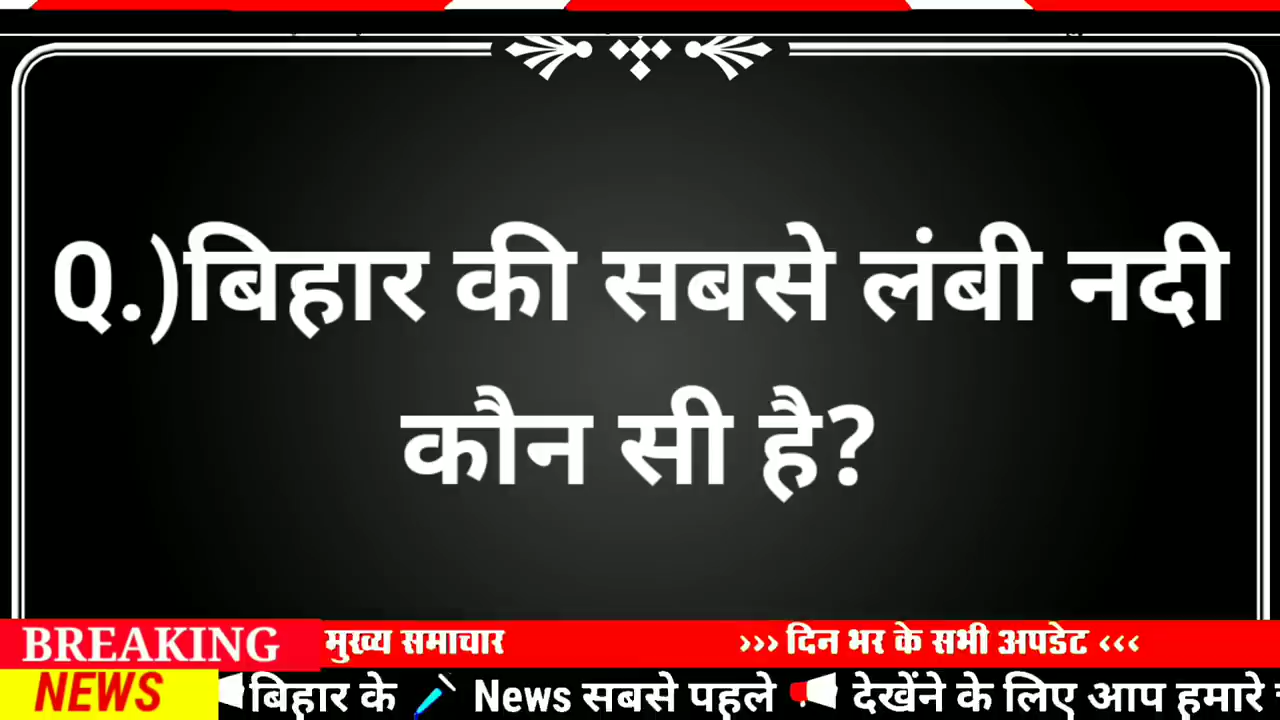 Q.)बिहार की सबसे लंबी नदी
कौन सी है?
BREAKING
NEWS
मुख्य समाचार
>>> दिन भर के सभी अपडेट <<<
बिहार के News सबसे पहले देखेंने के लिए आप हमारे